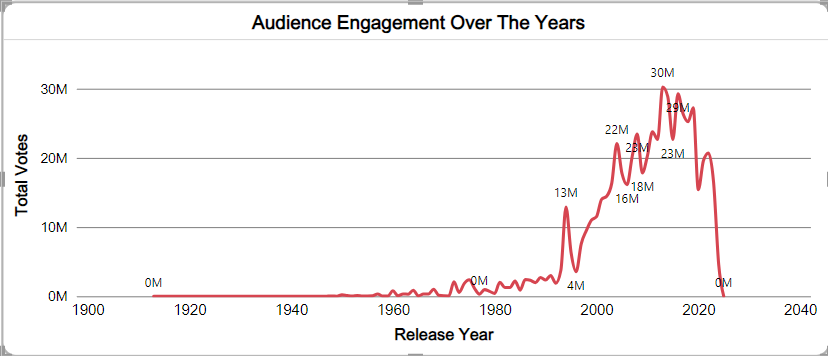 Audience Engagement Over The Years
Total Votes
30M
20M
10M
0M
0M
0M
13M
4M
22M
16M
23M
18M
30M
23M
29M
0M
1900 1920 1940 1960 1980 2000 2020 2040
Release Year